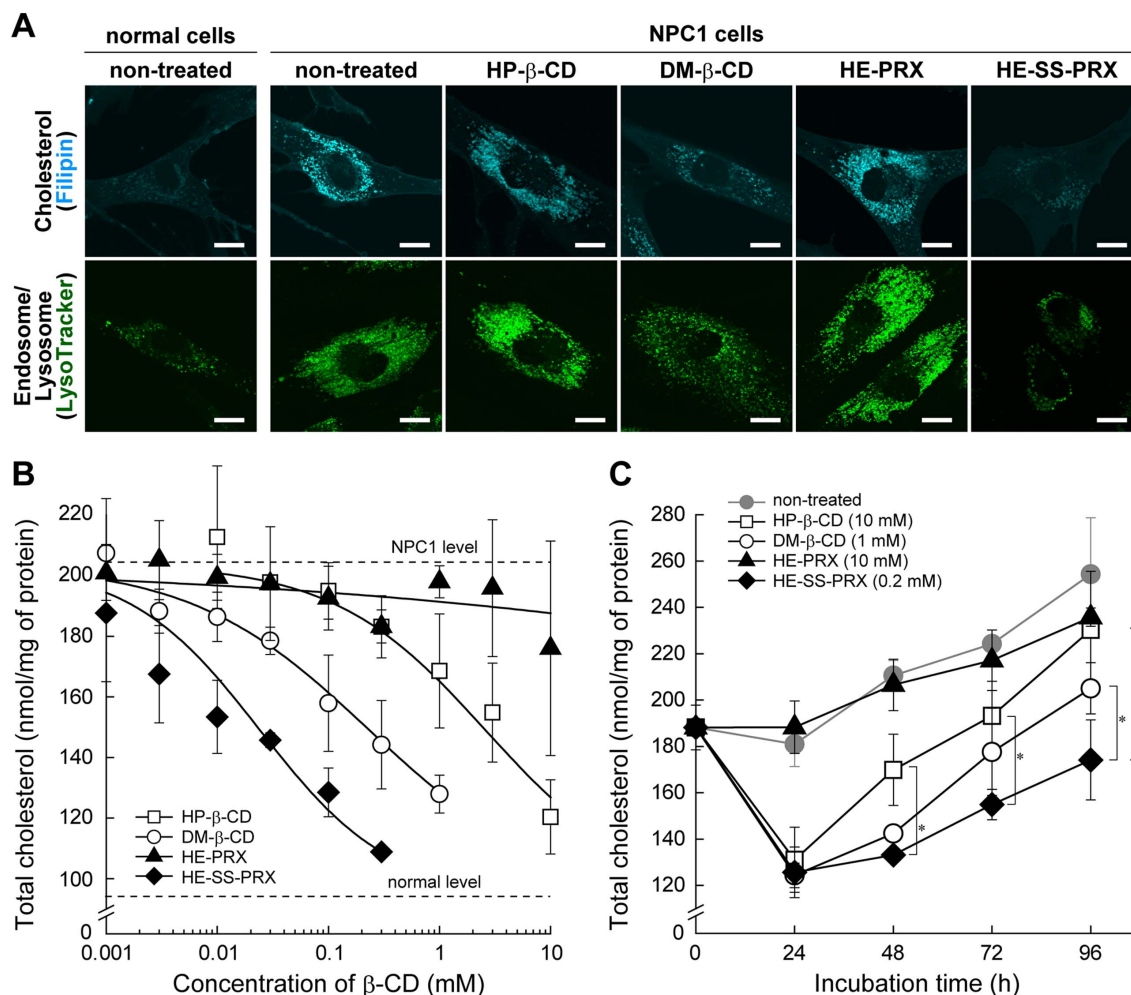 A
normal cells
NPC1 cells
non-treated
non-treated
HP-β-CD
DM-β-CD
HE-PRX
HE-SS-PRX
Cholesterol
(Filipin)
Endosome/
Lysosome
(LysoTracker)
B
Total cholesterol (nmol/mg of protein)
220
200
180
160
140
120
100
0
NPC1 level
normal level
HP-β-CD
DM-β-CD
HE-PRX
HE-SS-PRX
0.001
0.01
0.1
1
10
Concentration of β-CD (mM)
C
non-treated
HP-β-CD (10 mM)
DM-β-CD (1 mM)
HE-PRX (10 mM)
HE-SS-PRX (0.2 mM)
Total cholesterol (nmol/mg of protein)
280
260
240
220
200
180
160
140
120
0
*
*
*
0
24
48
72
96
Incubation time (h)